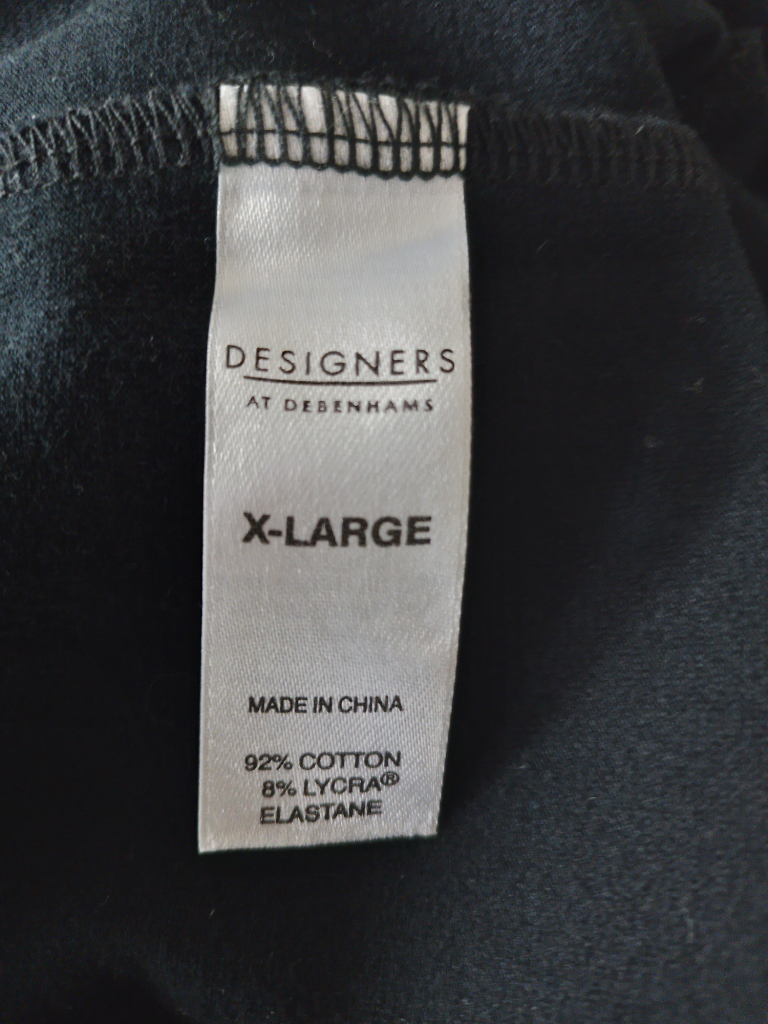 DESIGNERS
AT DEBENHAMS
X-LARGE
MADE IN CHINA
92% COTTON
8% LYCRA®
ELASTANE